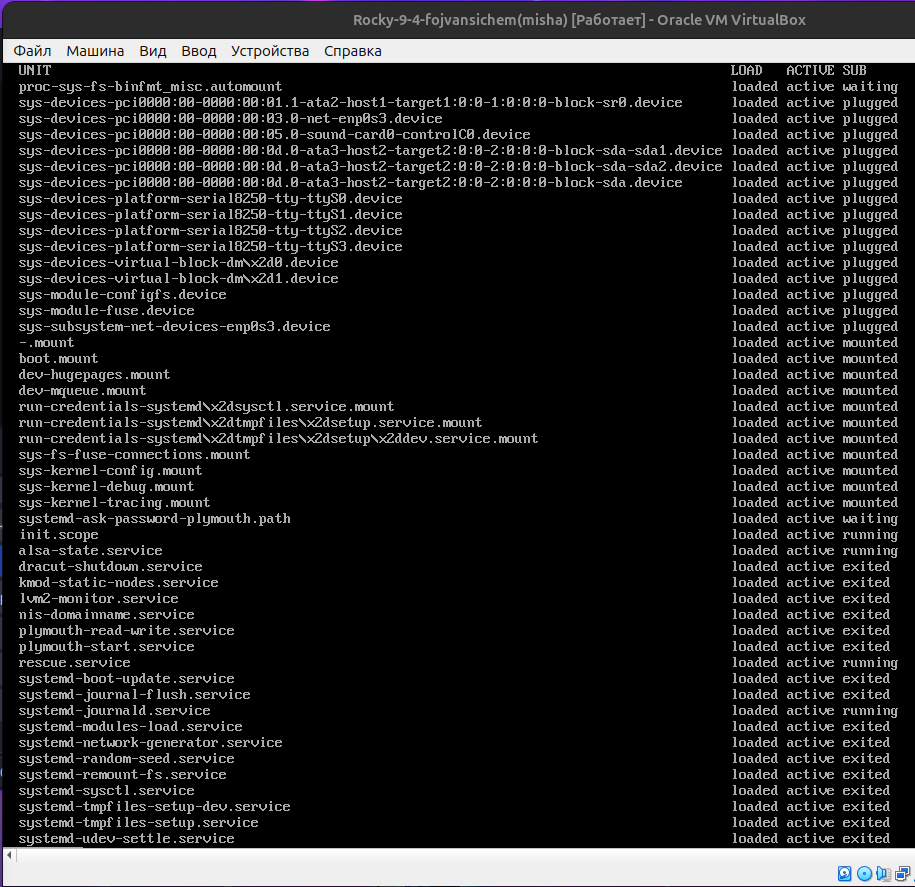 Rocky-9-4-fojvansichem(misha) [Работает] - Oracle VM VirtualBox
Файл Машина Вид Ввод Устройства Справка
UNIT LOAD ACTIVE SUB
proc-sys-fs-binfmt_misc.automount loaded active waiting
sys-devices-pci0000:00-0000:00:01.1-ata2-host1-target1:0:0-1:0:0:0-block-sr0.device loaded active plugged
sys-devices-pci0000:00-0000:00:03.0-net-enp0s3.device loaded active plugged
sys-devices-pci0000:00-0000:00:05.0-sound-card0-controlC0.device loaded active plugged
sys-devices-pci0000:00-0000:00:0d.0-ata3-host2-target2:0:0-2:0:0:0-block-sda-sda1.device loaded active plugged
sys-devices-pci0000:00-0000:00:0d.0-ata3-host2-target2:0:0-2:0:0:0-block-sda-sda2.device loaded active plugged
sys-devices-pci0000:00-0000:00:0d.0-ata3-host2-target2:0:0-2:0:0:0-block-sda.device loaded active plugged
sys-devices-platform-serial8250-tty-ttyS0.device loaded active plugged
sys-devices-platform-serial8250-tty-ttyS1.device loaded active plugged
sys-devices-platform-serial8250-tty-ttyS2.device loaded active plugged
sys-devices-platform-serial8250-tty-ttyS3.device loaded active plugged
sys-devices-virtual-block-dm\x2d0.device loaded active plugged
sys-devices-virtual-block-dm\x2d1.device loaded active plugged
sys-module-configfs.device loaded active plugged
sys-module-fuse.device loaded active plugged
sys-subsystem-net-devices-enp0s3.device loaded active plugged
-.mount loaded active mounted
boot.mount loaded active mounted
dev-hugepages.mount loaded active mounted
dev-mqueue.mount loaded active mounted
run-credentials-systemd\x2dsysctl.service.mount loaded active mounted
run-credentials-systemd\x2dtmpfiles\x2dsetup.service.mount loaded active mounted
run-credentials-systemd\x2dtmpfiles\x2dsetup\x2ddev.service.mount loaded active mounted
sys-fs-fuse-connections.mount loaded active mounted
sys-kernel-config.mount loaded active mounted
sys-kernel-debug.mount loaded active mounted
sys-kernel-tracing.mount loaded active mounted
systemd-ask-password-plymouth.path loaded active waiting
init.scope loaded active running
alsa-state.service loaded active running
dracut-shutdown.service loaded active exited
kmod-static-nodes.service loaded active exited
lvm2-monitor.service loaded active exited
nis-domainname.service loaded active exited
plymouth-read-write.service loaded active exited
plymouth-start.service loaded active exited
rescue.service loaded active running
systemd-boot-update.service loaded active exited
systemd-journal-flush.service loaded active exited
systemd-journald.service loaded active running
systemd-modules-load.service loaded active exited
systemd-network-generator.service loaded active exited
systemd-random-seed.service loaded active exited
systemd-remount-fs.service loaded active exited
systemd-sysctl.service loaded active exited
systemd-tmpfiles-setup-dev.service loaded active exited
systemd-tmpfiles-setup.service loaded active exited
systemd-udev-settle.service loaded active exited